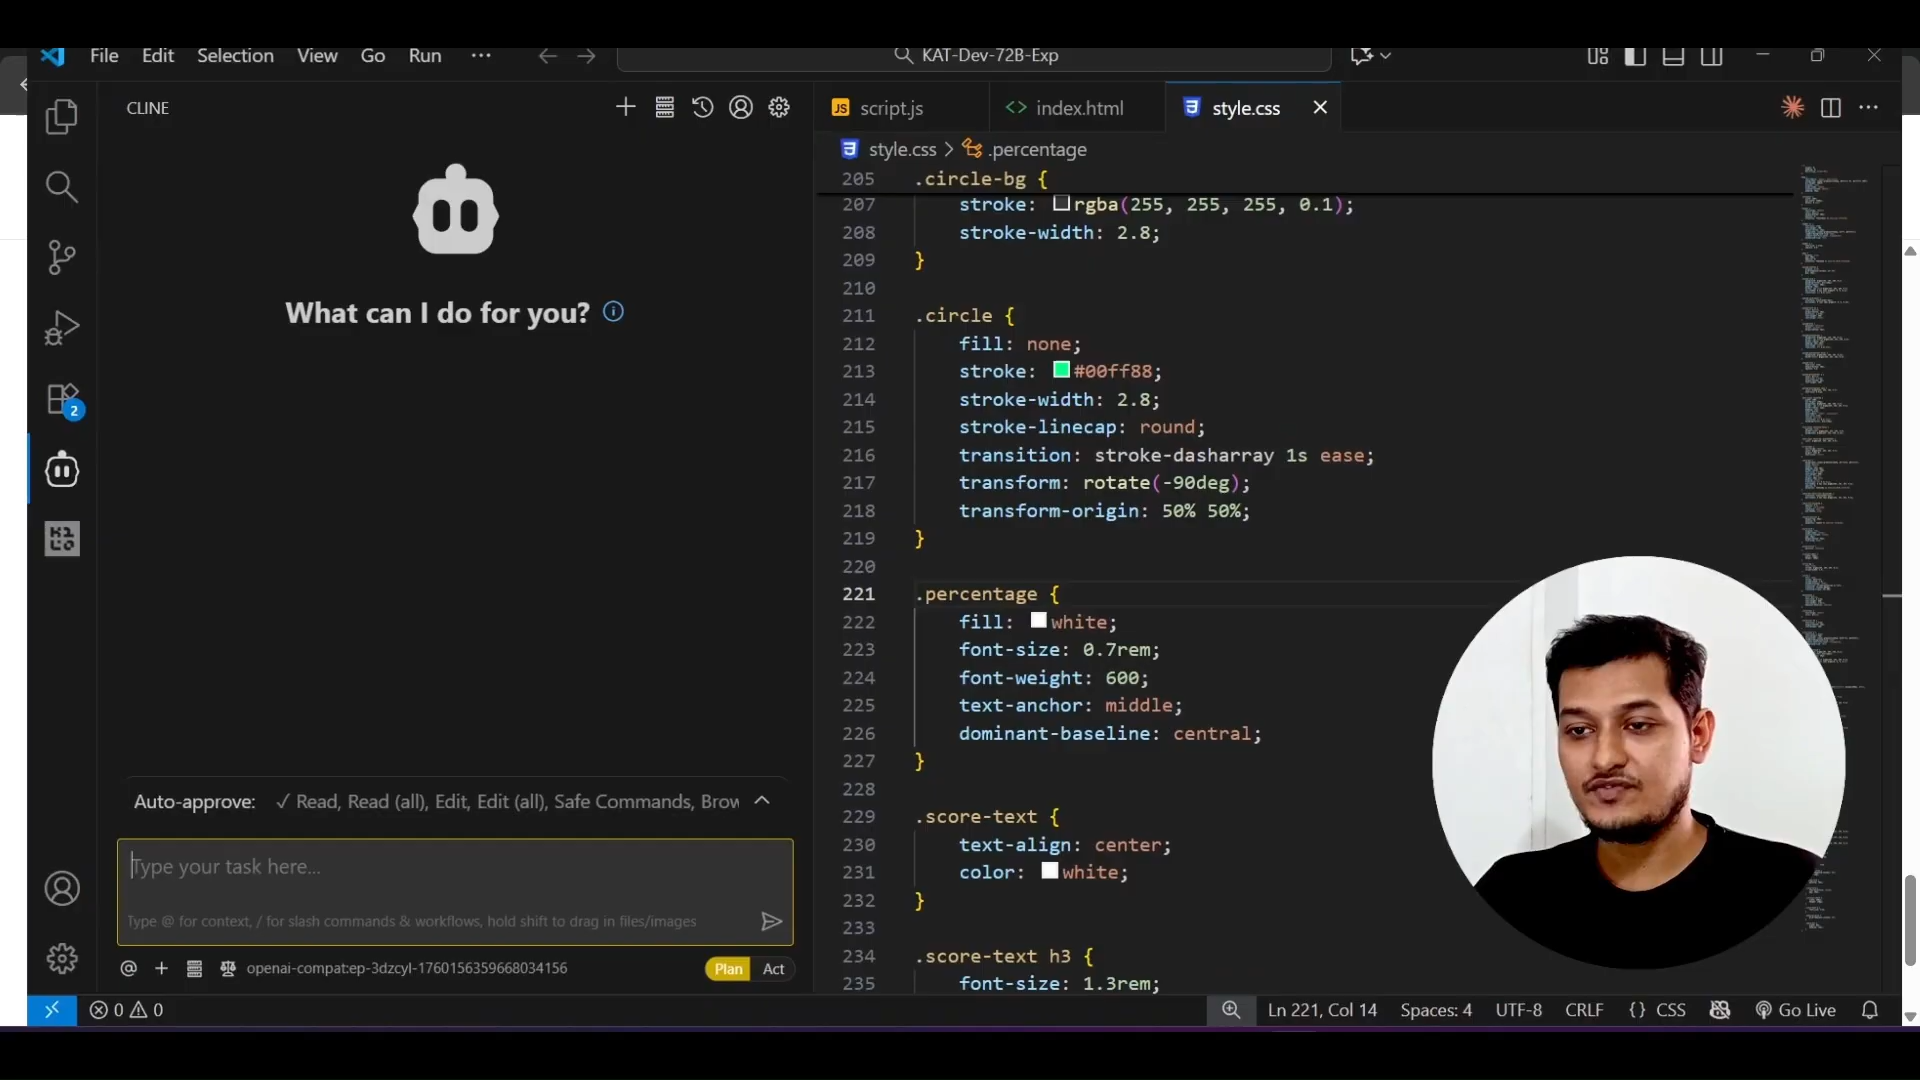 File Edit Selection View Go Run ··· KAT-Dev-72B-Exp
CLINE
What can I do for you?
2
Auto-approve: ✓ Read, Read (all), Edit, Edit (all), Safe Commands, Brow
Type your task here...
Type @ for context, / for slash commands & workflows, hold shift to drag in files/images
@ openai-compat:ep-3dzcyl-1760156359668034156 Plan Act
JS script.js <> index.html style.css
style.css > .percentage
205 .circle-bg {
207 stroke: rgba(255, 255, 255, 0.1);
208 stroke-width: 2.8;
209 }
210
211 .circle {
212 fill: none;
213 stroke: #00ff88;
214 stroke-width: 2.8;
215 stroke-linecap: round;
216 transition: stroke-dasharray 1s ease;
217 transform: rotate(-90deg);
218 transform-origin: 50% 50%;
219 }
220
221 .percentage {
222 fill: white;
223 font-size: 0.7rem;
224 font-weight: 600;
225 text-anchor: middle;
226 dominant-baseline: central;
227 }
228
229 .score-text {
230 text-align: center;
231 color: white;
232 }
233
234 .score-text h3 {
235 font-size: 1.3rem;
0 0 Ln 221, Col 14 Spaces: 4 UTF-8 CRLF {} CSS Go Live